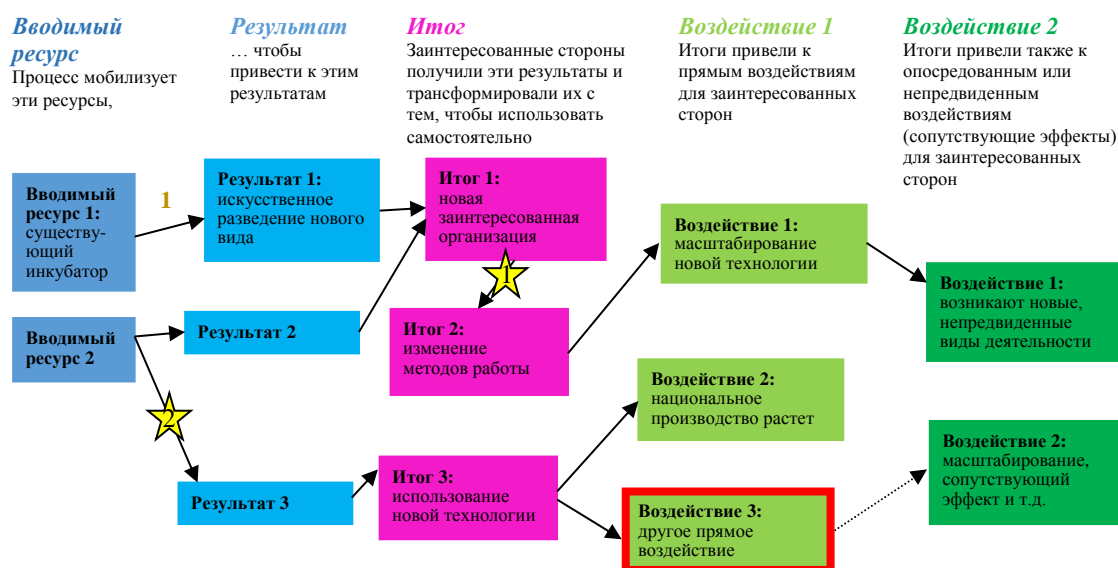 Вводимый
ресурс
Процесс мобилизует
эти ресурсы,
Результат
… чтобы
привести к этим
результатам
Итог
Заинтересованные стороны
получили эти результаты и
трансформировали их с
тем, чтобы использовать
самостоятельно
Воздействие 1
Итоги привели к
прямым воздействиям
для заинтересованных
сторон
Воздействие 2
Итоги привели также к
опосредованным или
непредвиденным
воздействиям
(сопутствующие эффекты)
для заинтересованных
сторон
Вводимый
ресурс 1:
существу-
ющий
инкубатор
1
Результат 1:
искусственное
разведение нового
вида
Итог 1:
новая
заинтересованная
организация
1
Воздействие 1:
масштабирование
новой технологии
Воздействие 1:
возникают новые,
непредвиденные
виды деятельности
Вводимый
ресурс 2
Результат 2
Итог 2:
изменение
методов работы
Воздействие 2:
национальное
производство растет
2
Результат 3
Итог 3:
использование
новой технологии
Воздействие 3:
другое прямое
воздействие
Воздействие 2:
масштабирование,
сопутствующий
эффект и т.д.